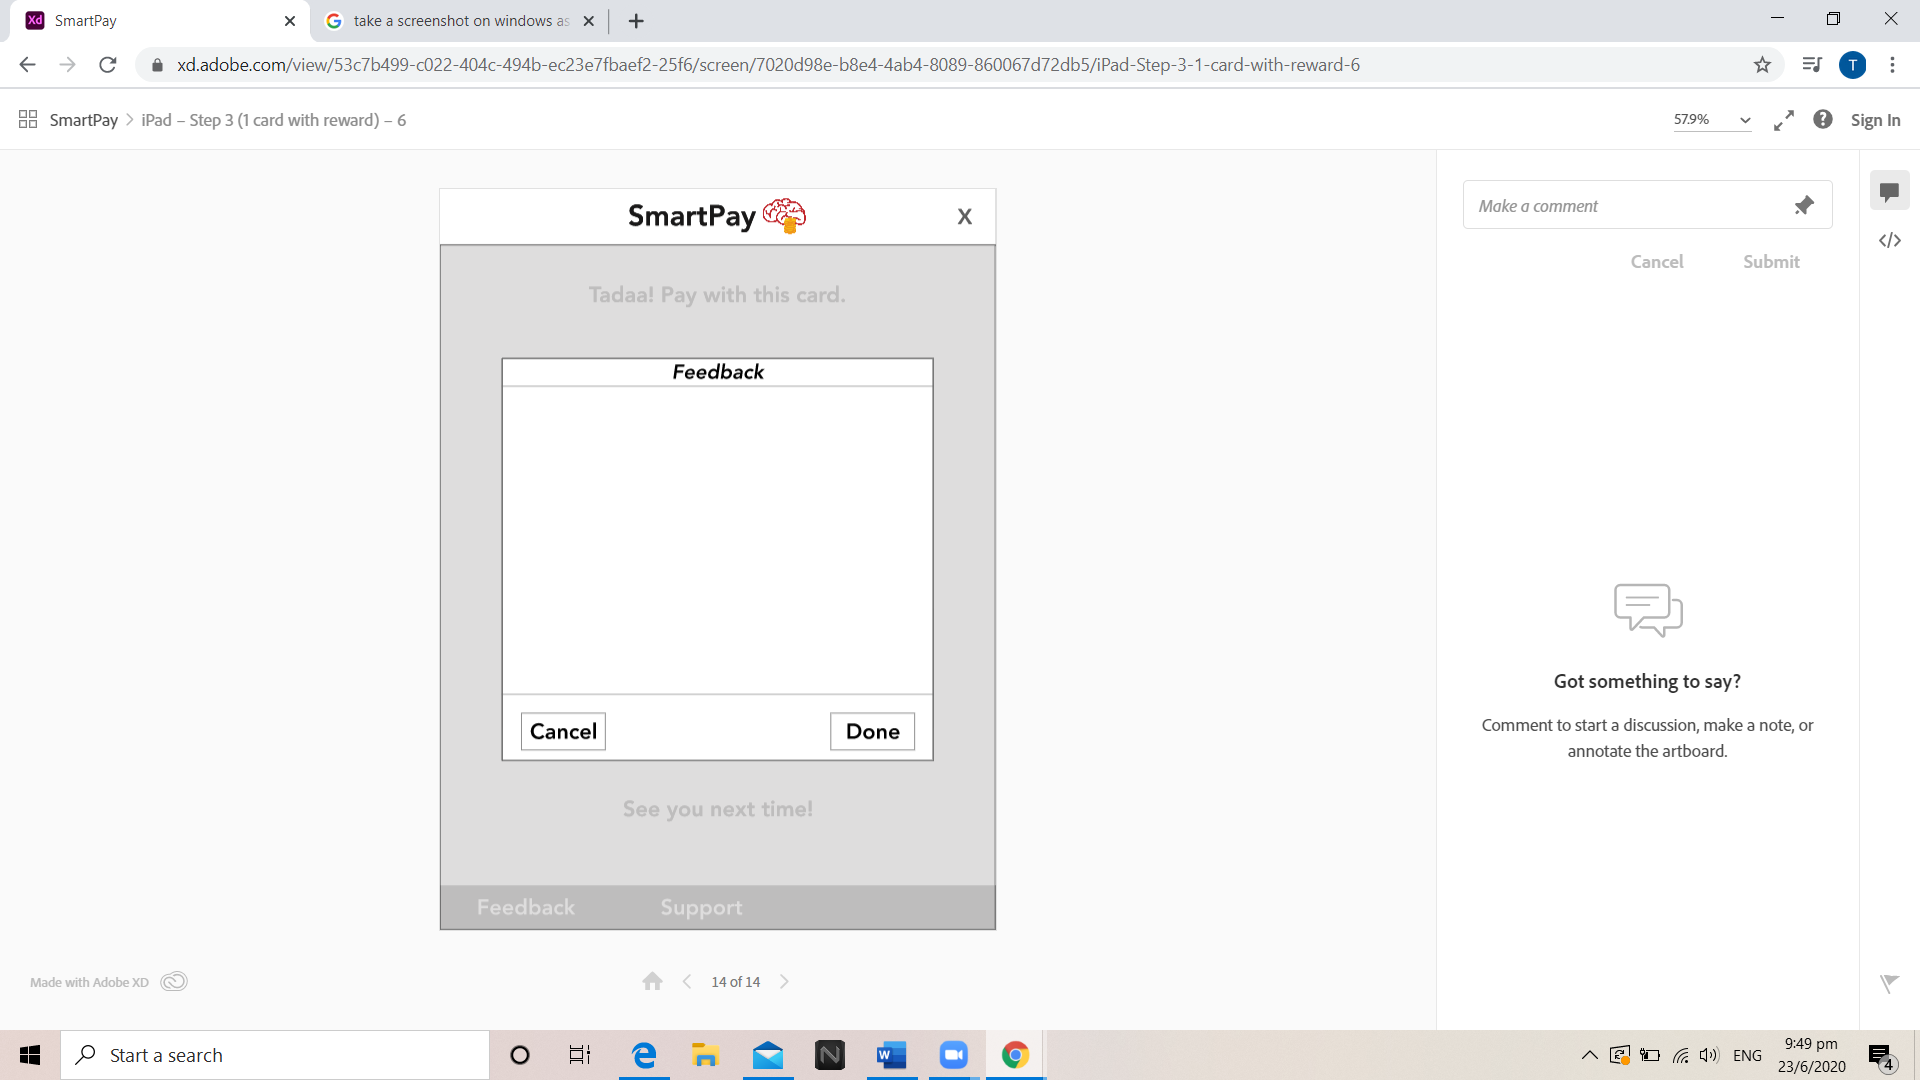 Xd SmartPay
take a screenshot on windows as
xd.adobe.com/view/53c7b499-c022-404c-494b-ec23e7fbaef2-25f6/screen/7020d98e-b8e4-4ab4-8089-860067d72db5/iPad-Step-3-1-card-with-reward-6
T
SmartPay > iPad – Step 3 (1 card with reward) – 6
57.9%
Sign In
SmartPay
X
Make a comment
Cancel
Submit
Tadaa! Pay with this card.
Feedback
Cancel
Done
See you next time!
Feedback
Support
Got something to say?
Comment to start a discussion, make a note, or
annotate the artboard.
Made with Adobe XD
14 of 14
Start a search
ENG
9:49 pm
23/6/2020
4